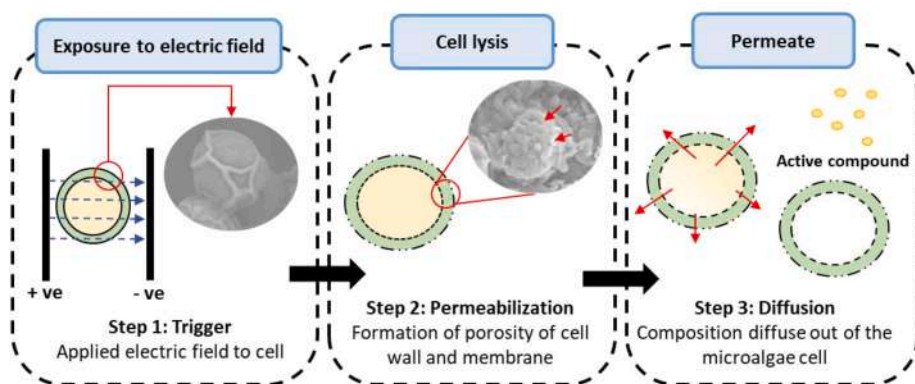 Exposure to electric field
+ ve
- ve
Step 1: Trigger
Applied electric field to cell
Cell lysis
Step 2: Permeabilization
Formation of porosity of cell
wall and membrane
Permeate
Active compound
Step 3: Diffusion
Composition diffuse out of the
microalgae cell